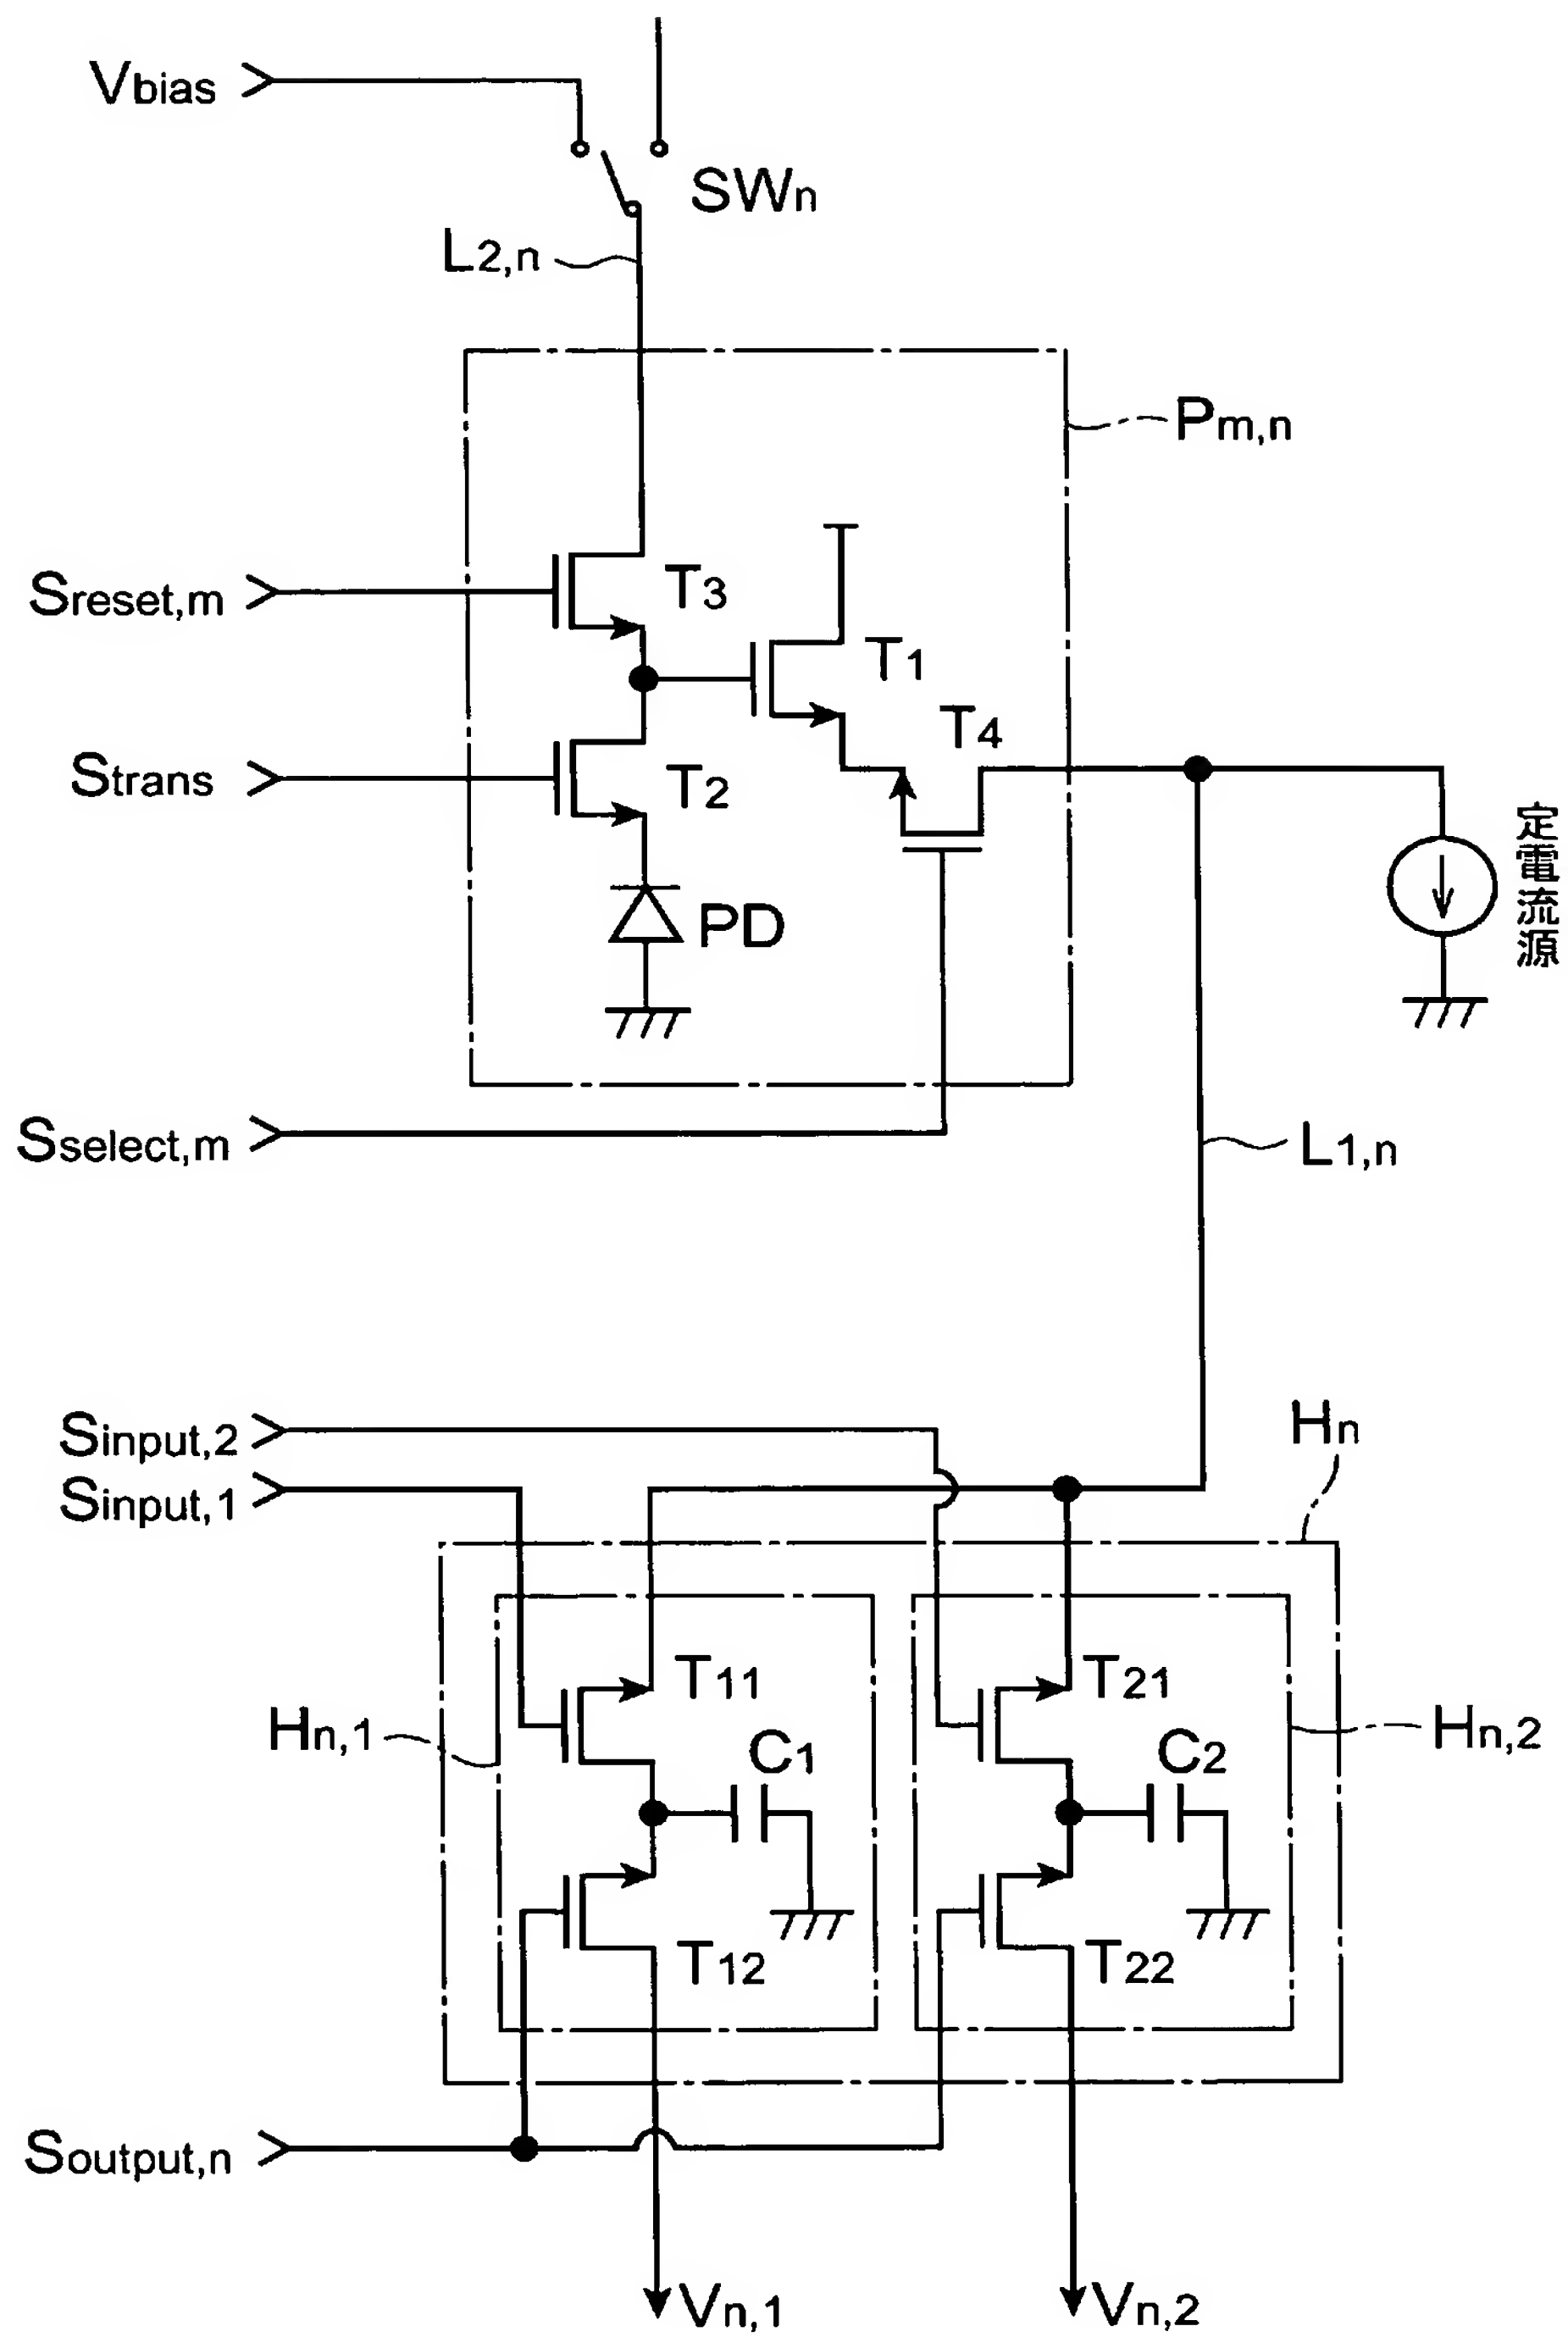 Vbias
SWn
L2,n
Pm,n
Sreset,m
T3
T1
T4
Strans
T2
定電流源
PD
Sselect,m
L1,n
Hn
Sinput,2
Sinput,1
T11
T21
Hn,1
C1
C2
Hn,2
T12
T22
Soutput,n
Vn,1
Vn,2